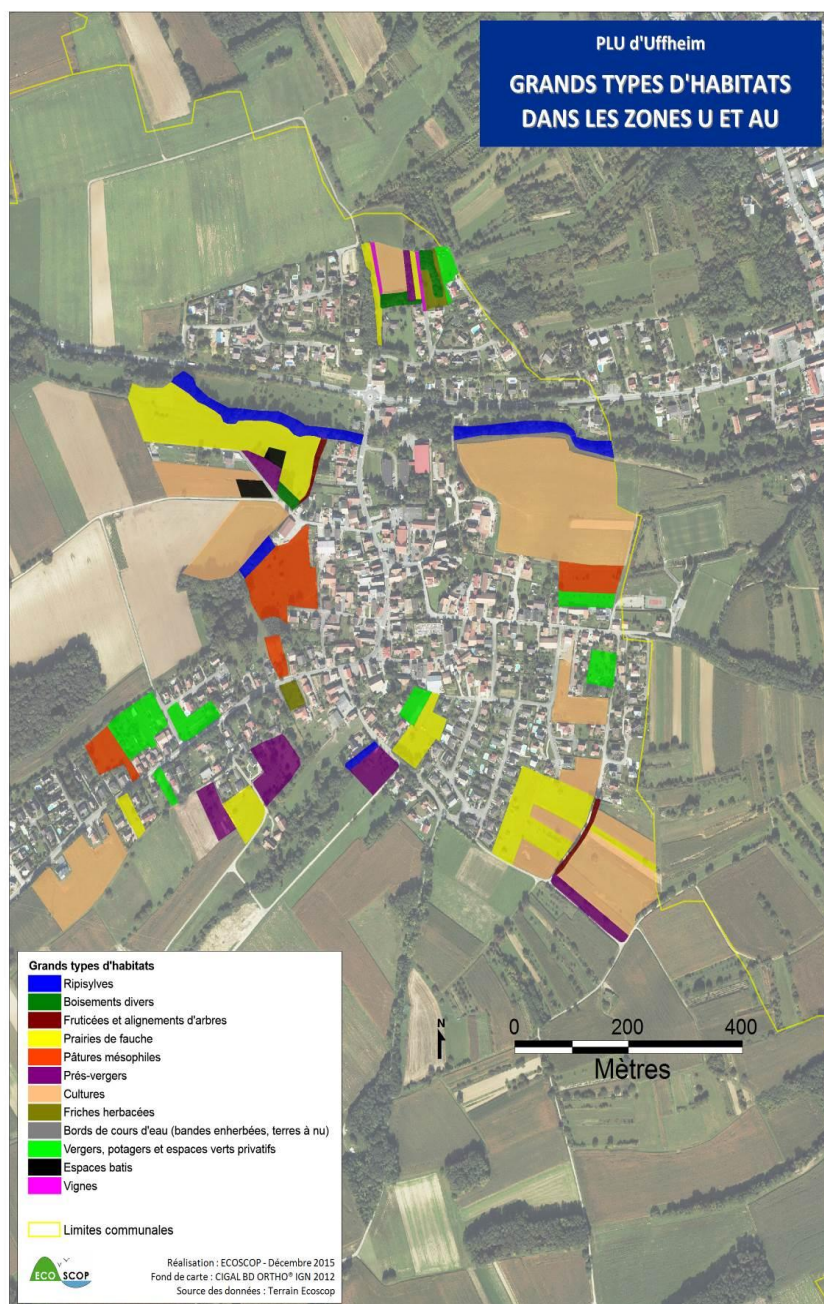 PLU d'Uffheim
GRANDS TYPES D'HABITATS
DANS LES ZONES U ET AU
Grands types d'habitats
Ripisylves
Boisements divers
Fruticées et alignements d'arbres
Prairies de fauche
Pâtures mésophiles
Prés-vergers
Cultures
Friches herbacées
Bords de cours d'eau (bandes enherbées, terres à nu)
Vergers, potagers et espaces verts privatifs
Espaces batis
Vignes
Limites communales
N
0 200 400
Mètres
ECO SCOP
Réalisation : ECOSCOP - Décembre 2015
Fond de carte : CIGAL BD ORTHO® IGN 2012
Source des données : Terrain Ecoscop